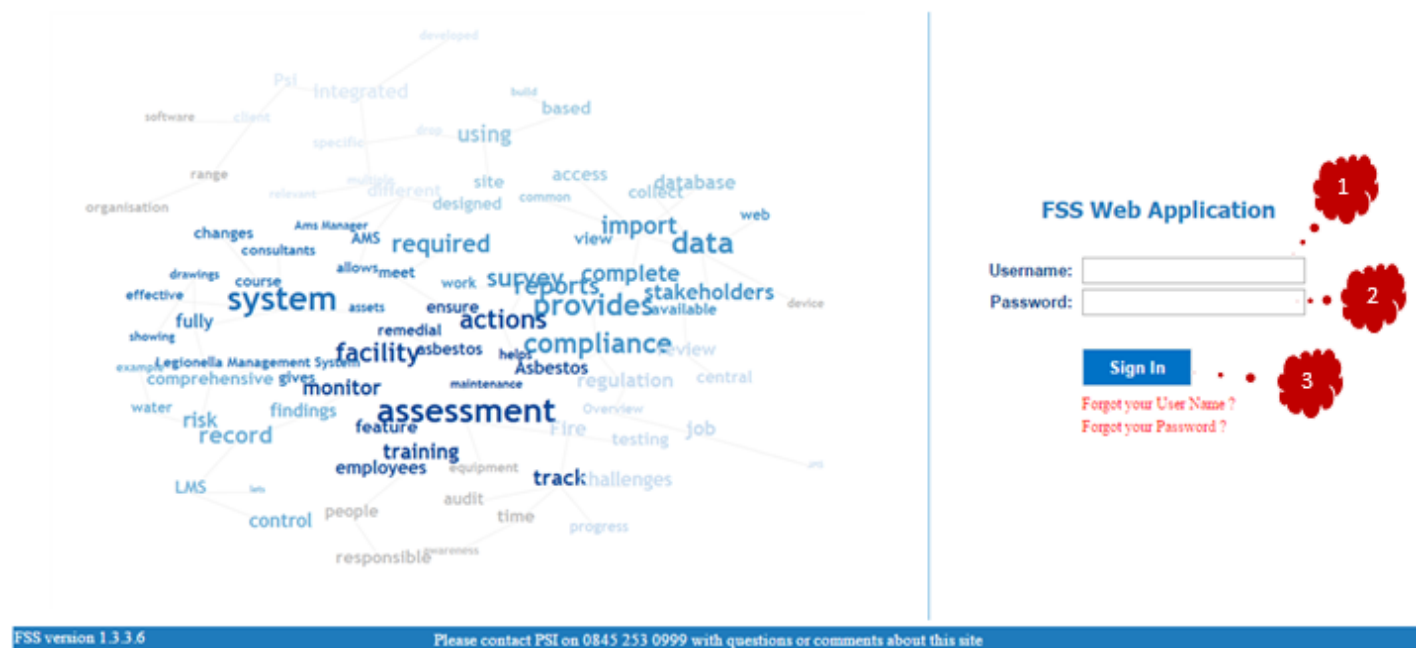 developed
Psi
integrated
build
based
software
client
specific
drop
using
range
access
relevant
multiple
different
site
common
collect
database
organisation
designed
web
Ams Manager
import
changes
AMS
required
view
data
consultants
drawings
course
allows
meet
work
survey
complete
effective
system
assets
ensure
reports
provides
stakeholders
available
device
fully
remedial
actions
showing
facility
asbestos
helps
compliance
review
example
Legionella Management System
Asbestos
comprehensive
gives
monitor
maintenance
regulation
central
water
risk
findings
assessment
Overview
record
feature
Fire
testing
job
training
employees
equipment
track
challenges
LMS
lets
audit
control
people
time
progress
responsible
awareness
FSS Web Application
1
Username:
Password:
2
Sign In
3
Forgot your User Name ?
Forgot your Password ?
FSS version 1.3.3.6
Please contact PSI on 0845 253 0999 with questions or comments about this site